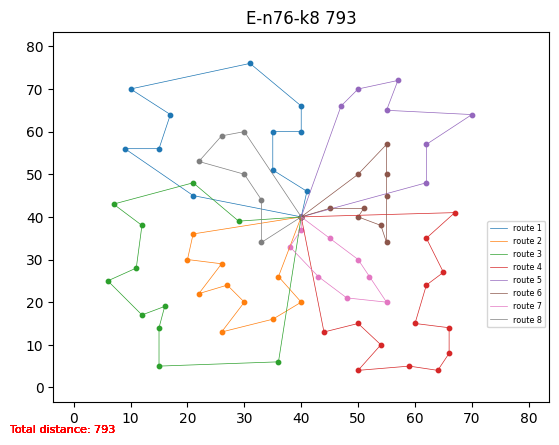 E-n76-k8 793
80
70
60
50
40
30
20
10
0
route 1
route 2
route 3
route 4
route 5
route 6
route 7
route 8
0 10 20 30 40 50 60 70 80
Total distance: 793